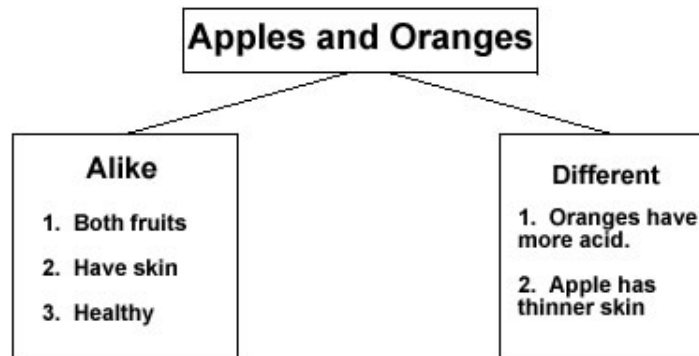 Apples and Oranges
Alike
1. Both fruits
2. Have skin
3. Healthy
Different
1. Oranges have
more acid.
2. Apple has
thinner skin